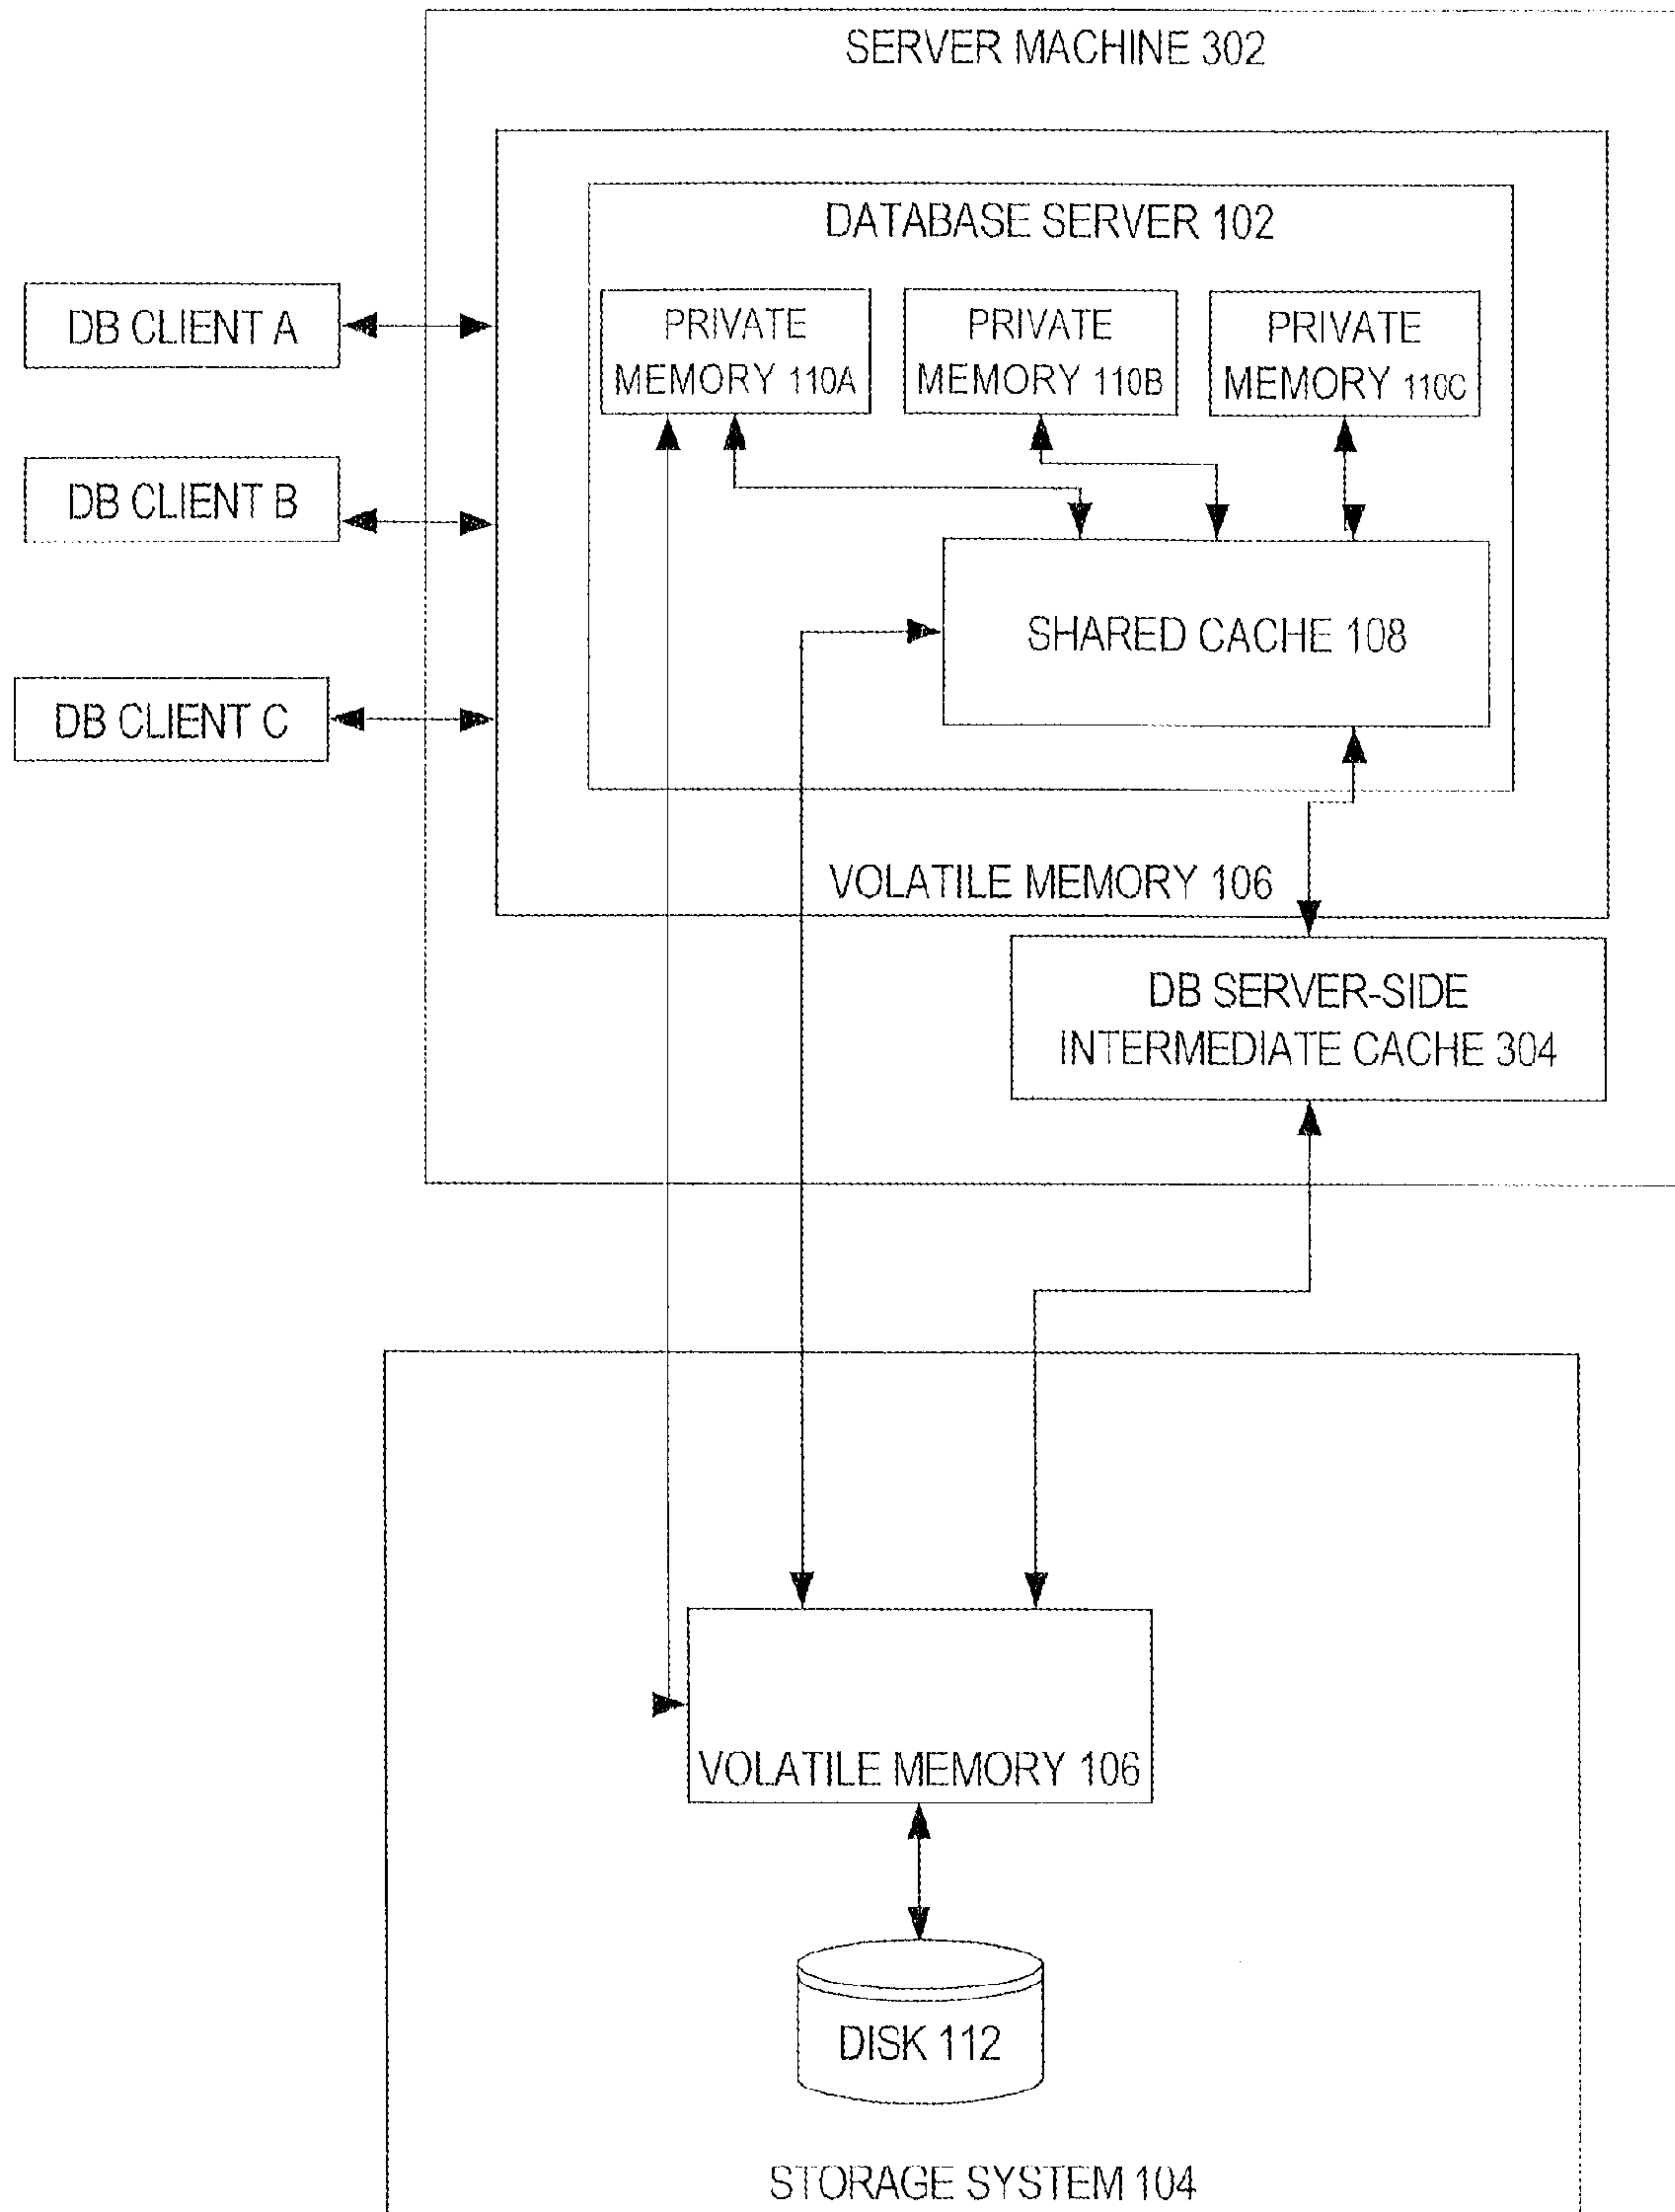 SERVER MACHINE 302
DATABASE SERVER 102
DB CLIENT A
PRIVATE
MEMORY 110A
PRIVATE
MEMORY 110B
PRIVATE
MEMORY 110C
DB CLIENT B
SHARED CACHE 108
DB CLIENT C
VOLATILE MEMORY 106
DB SERVER-SIDE
INTERMEDIATE CACHE 304
VOLATILE MEMORY 106
DISK 112
STORAGE SYSTEM 104